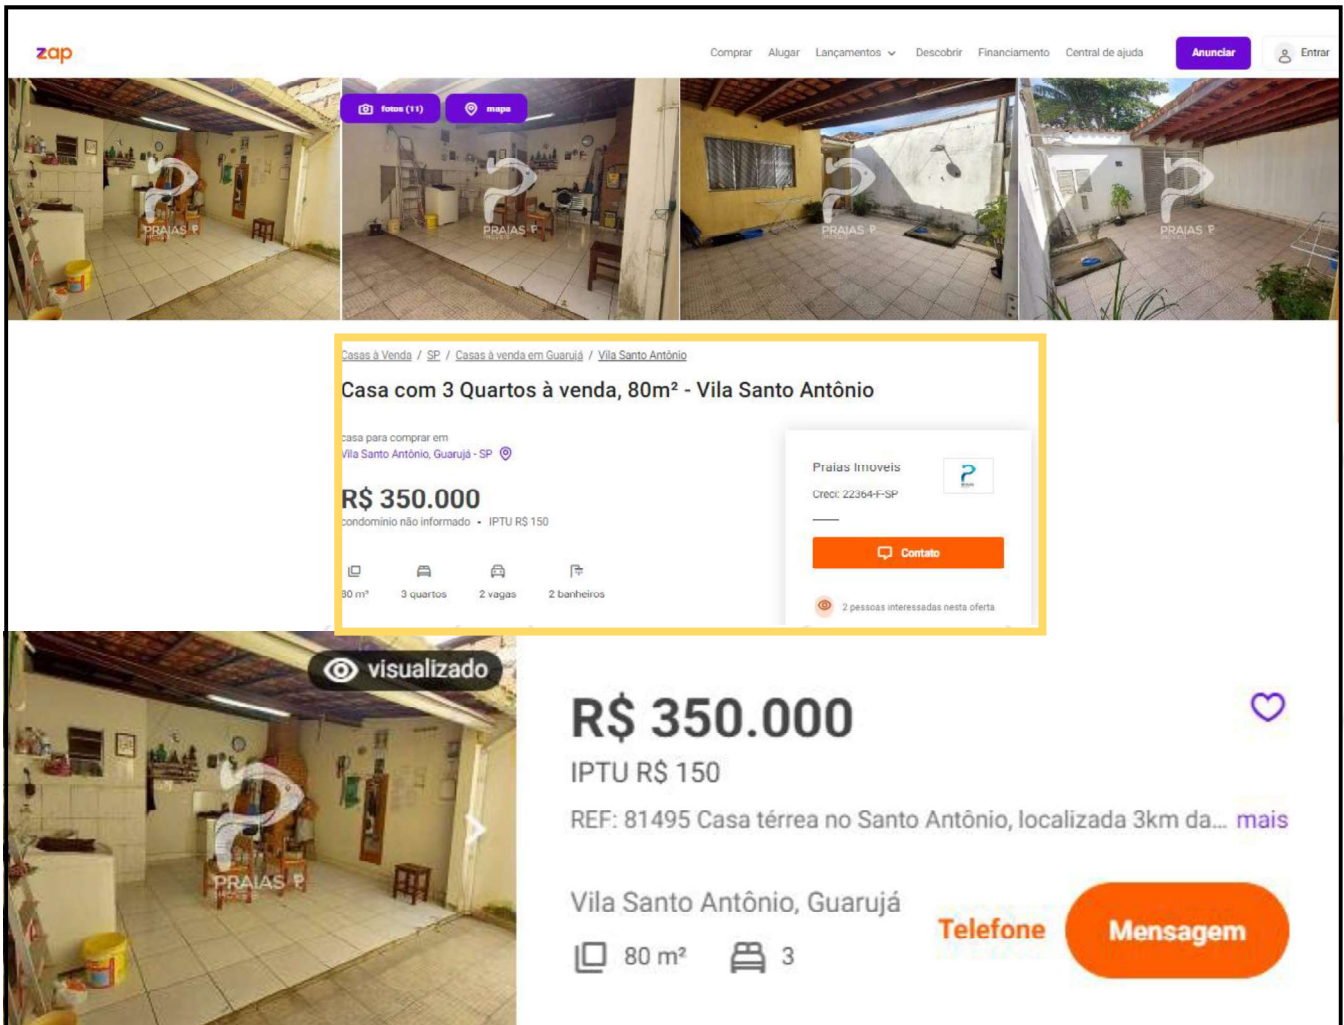 zap
Comprar Alugar Lançamentos Descobrir Financiamento Central de ajuda Anunciar Entrar
fotos (11) mapa
PRAIAS
PRAIAS
PRAIAS
PRAIAS
Casas à Venda / SP / Casas à venda em Guarujá / Vila Santo Antônio
Casa com 3 Quartos à venda, 80m² - Vila Santo Antônio
casa para comprar em
Vila Santo Antônio, Guarujá - SP
R$ 350.000
condomínio não informado • IPTU R$ 150
80 m² 3 quartos 2 vagas 2 banheiros
Praias Imoveis
Creci: 22364-F-SP
Contato
2 pessoas interessadas nesta oferta
visualizado
PRAIAS
R$ 350.000
IPTU R$ 150
REF: 81495 Casa térrea no Santo Antônio, localizada 3km da... mais
Vila Santo Antônio, Guarujá
80 m² 3
Telefone Mensagem